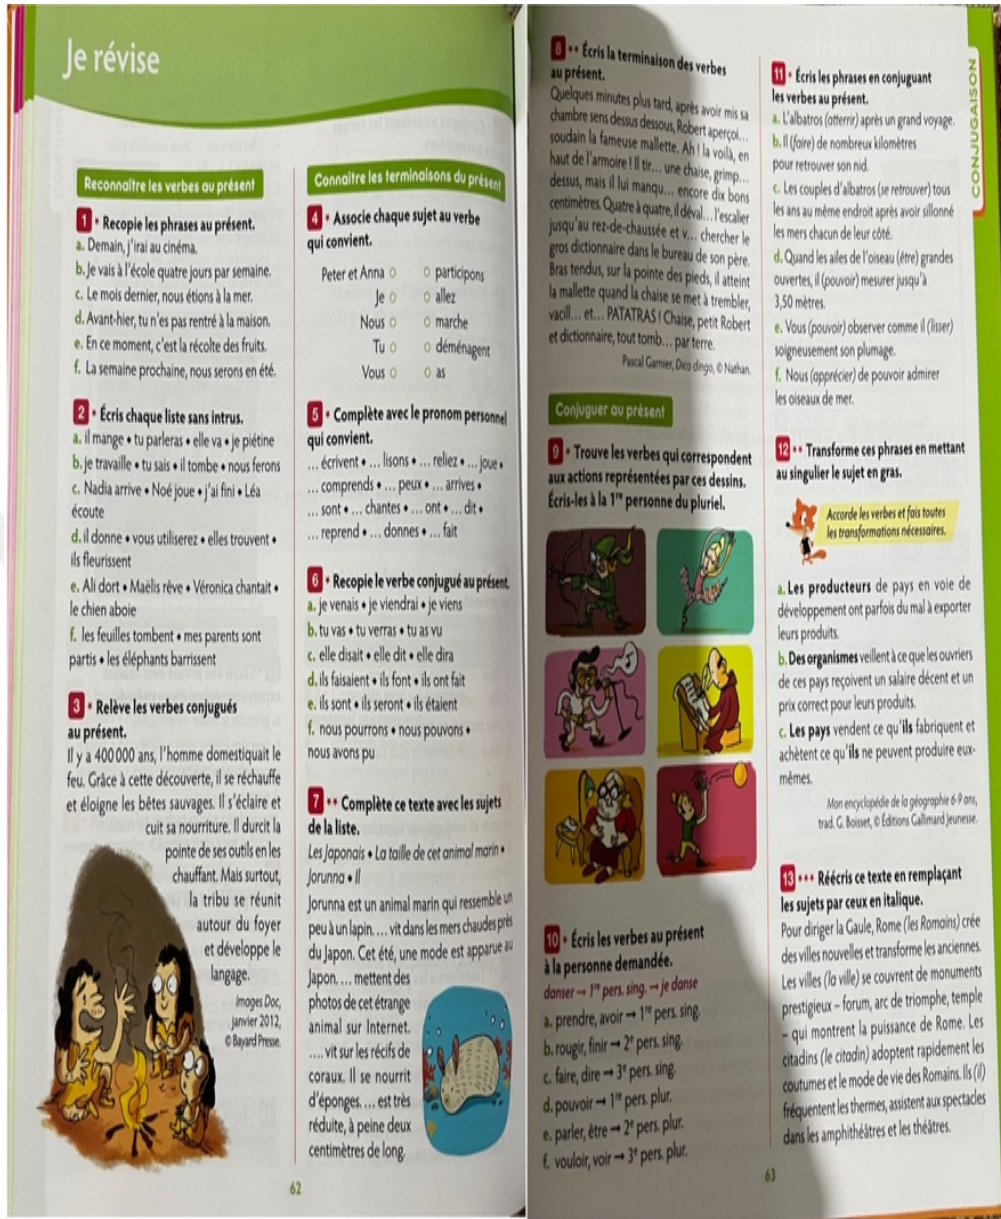 Je révise
Reconnaître les verbes au présent
1 • Recopie les phrases au présent.
a. Demain, j'irai au cinéma.
b. Je vais à l'école quatre jours par semaine.
c. Le mois dernier, nous étions à la mer.
d. Avant-hier, tu n'es pas rentré à la maison.
e. En ce moment, c'est la récolte des fruits.
f. La semaine prochaine, nous serons en été.
2 • Écris chaque liste sans intrus.
a. il mange • tu parleras • elle va • je piétine
b. je travaille • tu sais • il tombe • nous ferons
c. Nadia arrive • Noé joue • j'ai fini • Léa
écoute
d. il donne • vous utiliserez • elles trouvent •
ils fleurissent
e. Ali dort • Maëlis rêve • Véronica chantait •
le chien aboie
f. les feuilles tombent • mes parents sont
partis • les éléphants barrissent
3 • Relève les verbes conjugués
au présent.
Il y a 400 000 ans, l'homme domestiquait le
feu. Grâce à cette découverte, il se réchauffe
et éloigne les bêtes sauvages. Il s'éclaire et
cuit sa nourriture. Il durcit la
pointe de ses outils en les
chauffant. Mais surtout,
la tribu se réunit
autour du foyer
et développe le
langage.
Images Doc,
janvier 2012,
© Bayard Presse.
Connaître les terminaisons du présent
4 • Associe chaque sujet au verbe
qui convient.
Peter et Anna ○ ○ participons
Je ○ ○ allez
Nous ○ ○ marche
Tu ○ ○ déménagent
Vous ○ ○ as
5 • Complète avec le pronom personnel
qui convient.
... écrivent • ... lisons • ... reliez • ... joue •
... comprends • ... peux • ... arrives •
... sont • ... chantes • ... ont • ... dit •
... reprend • ... donnes • ... fait
6 • Recopie le verbe conjugué au présent.
a. je venais • je viendrai • je viens
b. tu vas • tu verras • tu as vu
c. elle disait • elle dit • elle dira
d. ils faisaient • ils font • ils ont fait
e. ils sont • ils seront • ils étaient
f. nous pourrons • nous pouvons •
nous avons pu
7 •• Complète ce texte avec les sujets
de la liste.
Les Japonais • La taille de cet animal marin •
Jorunna • Il
Jorunna est un animal marin qui ressemble un
peu à un lapin. ... vit dans les mers chaudes près
du Japon. Cet été, une mode est apparue au
Japon. ... mettent des
photos de cet étrange
animal sur Internet.
... vit sur les récifs de
coraux. Il se nourrit
d'éponges. ... est très
réduite, à peine deux
centimètres de long.
62
8 •• Écris la terminaison des verbes
au présent.
Quelques minutes plus tard, après avoir mis sa
chambre sens dessus dessous, Robert aperçoi...
soudain la fameuse mallette. Ah ! la voilà, en
haut de l'armoire ! Il tir... une chaise, grimp...
dessus, mais il lui manqu... encore dix bons
centimètres. Quatre à quatre, il déval... l'escalier
jusqu'au rez-de-chaussée et v... chercher le
gros dictionnaire dans le bureau de son père.
Bras tendus, sur la pointe des pieds, il atteint
la mallette quand la chaise se met à trembler,
vacill... et... PATATRAS ! Chaise, petit Robert
et dictionnaire, tout tomb... par terre.
Pascal Garnier, Dico dingo, © Nathan.
Conjuguer au présent
9 • Trouve les verbes qui correspondent
aux actions représentées par ces dessins.
Écris-les à la 1re personne du pluriel.
10 • Écris les verbes au présent
à la personne demandée.
danser → 1re pers. sing. → je danse
a. prendre, avoir → 1re pers. sing.
b. rougir, finir → 2e pers. sing.
c. faire, dire → 3e pers. sing.
d. pouvoir → 1re pers. plur.
e. parler, être → 2e pers. plur.
f. vouloir, voir → 3e pers. plur.
CONJUGAISON
11 • Écris les phrases en conjuguant
les verbes au présent.
a. L'albatros (atterrir) après un grand voyage.
b. Il (faire) de nombreux kilomètres
pour retrouver son nid.
c. Les couples d'albatros (se retrouver) tous
les ans au même endroit après avoir sillonné
les mers chacun de leur côté.
d. Quand les ailes de l'oiseau (être) grandes
ouvertes, il (pouvoir) mesurer jusqu'à
3,50 mètres.
e. Vous (pouvoir) observer comme il (lisser)
soigneusement son plumage.
f. Nous (apprécier) de pouvoir admirer
les oiseaux de mer.
12 •• Transforme ces phrases en mettant
au singulier le sujet en gras.
Accorde les verbes et fais toutes
les transformations nécessaires.
a. Les producteurs de pays en voie de
développement ont parfois du mal à exporter
leurs produits.
b. Des organismes veillent à ce que les ouvriers
de ces pays reçoivent un salaire décent et un
prix correct pour leurs produits.
c. Les pays vendent ce qu'ils fabriquent et
achètent ce qu'ils ne peuvent produire eux-
mêmes.
Mon encyclopédie de la géographie 6-9 ans,
trad. G. Boisset, © Éditions Gallimard Jeunesse.
13 ••• Réécris ce texte en remplaçant
les sujets par ceux en italique.
Pour diriger la Gaule, Rome (les Romains) crée
des villes nouvelles et transforme les anciennes.
Les villes (la ville) se couvrent de monuments
prestigieux – forum, arc de triomphe, temple
– qui montrent la puissance de Rome. Les
citadins (le citadin) adoptent rapidement les
coutumes et le mode de vie des Romains. Ils (il)
fréquentent les thermes, assistent aux spectacles
dans les amphithéâtres et les théâtres.
63